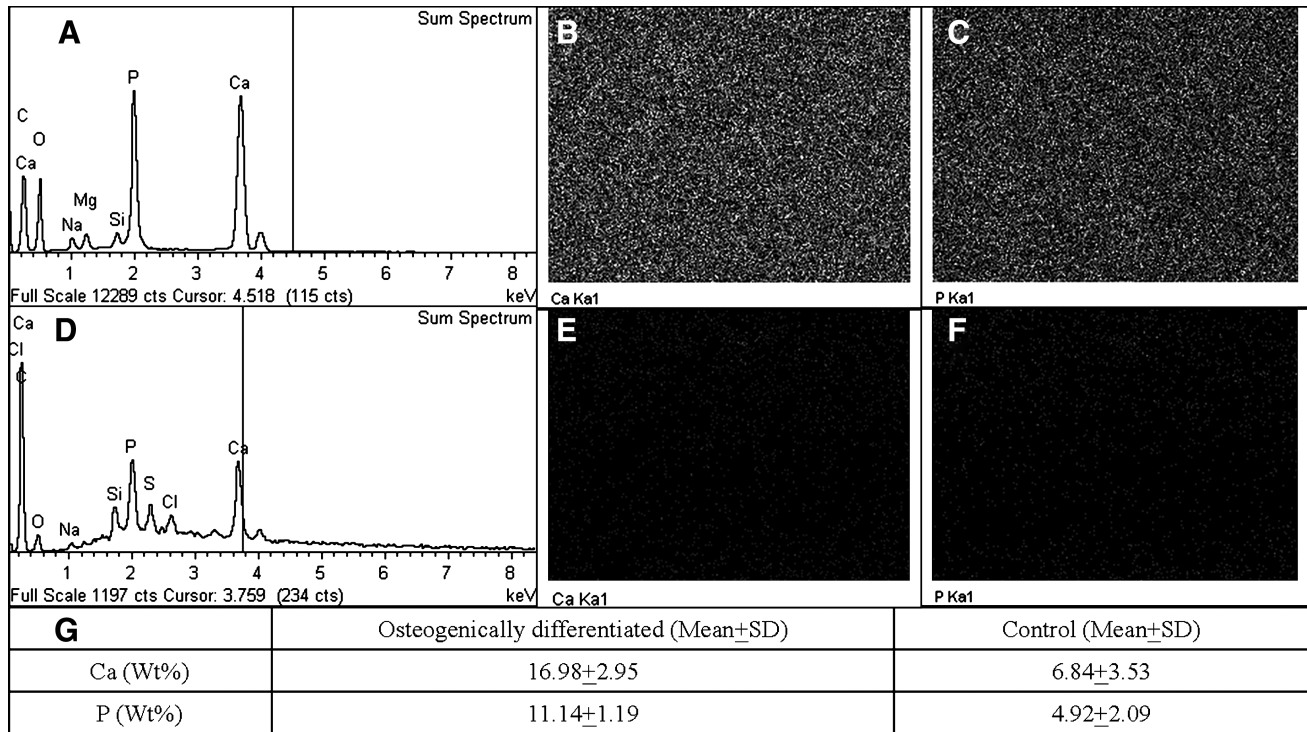 A
Sum Spectrum
C
O
Ca
Na
Mg
Si
P
Ca
1 2 3 4 5 6 7 8
Full Scale 12289 cts Cursor: 4.518 (115 cts) keV
B
Ca Ka1
C
P Ka1
D
Sum Spectrum
Ca
Cl
C
O
Na
Si
P
S
Cl
Ca
1 2 3 4 5 6 7 8
Full Scale 1197 cts Cursor: 3.759 (234 cts) keV
E
Ca Ka1
F
P Ka1
G Osteogenically differentiated (Mean±SD) Control (Mean±SD)
Ca (Wt%) 16.98±2.95 6.84±3.53
P (Wt%) 11.14±1.19 4.92±2.09